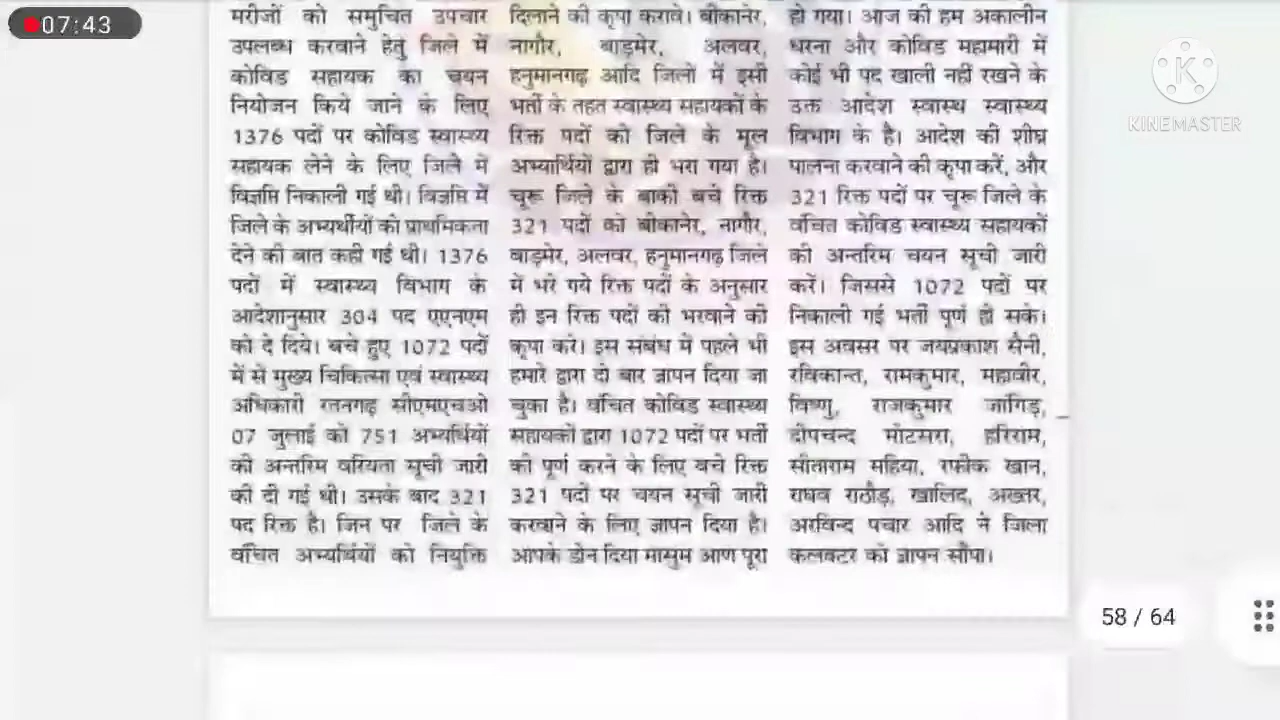 07:43
मरीजों को समुचित उपचार
उपलब्ध करवाने हेतु जिले में
कोविड सहायक का चयन
नियोजन किये जाने के लिए
1376 पदों पर कोविड स्वास्थ्य
सहायक लेने के लिए जिले में
विज्ञप्ति निकाली गई थी। विज्ञप्ति में
जिले के अभ्यर्थीयों को प्राथमिकता
देने की बात कही गई थी। 1376
पदों में स्वास्थ्य विभाग के
आदेशानुसार 304 पद एएनएम
को दे दिये। बचे हुए 1072 पदों
में से मुख्य चिकित्सा एवं स्वास्थ्य
अधिकारी रतनगढ़ सीएमएचओ
07 जुलाई को 751 अभ्यर्थियों
की अन्तरिम वरियता सूची जारी
की दी गई थी। उसके बाद 321
पद रिक्त है। जिन पर जिले के
वंचित अभ्यर्थियों को नियुक्ति
दिलाने की कृपा करावे। बीकानेर,
नागौर, बाड़मेर, अलवर,
हनुमानगढ़ आदि जिलों में इसी
भर्ती के तहत स्वास्थ्य सहायकों के
रिक्त पदों को जिले के मूल
अभ्यार्थियों द्वारा ही भरा गया है।
चूरू जिले के बाकी बचे रिक्त
321 पदों को बीकानेर, नागौर,
बाड़मेर, अलवर, हनुमानगढ़ जिले
में भरे गये रिक्त पदों के अनुसार
ही इन रिक्त पदों की भरवाने की
कृपा करे। इस संबंध में पहले भी
हमारे द्वारा दो बार ज्ञापन दिया जा
चुका है। वंचित कोविड स्वास्थ्य
सहायकों द्वारा 1072 पदों पर भर्ती
की पूर्ण करने के लिए बचे रिक्त
321 पदों पर चयन सूची जारी
करवाने के लिए ज्ञापन दिया है।
आपके डोन दिया मासुम आण पूरा
हो गया। आज की हम अकालीन
धरना और कोविड महामारी में
कोई भी पद खाली नहीं रखने के
उक्त आदेश स्वास्थ स्वास्थ्य
विभाग के है। आदेश की शीघ्र
पालना करवाने की कृपा करें, और
321 रिक्त पदों पर चूरू जिले के
वंचित कोविड स्वास्थ्य सहायकों
की अन्तरिम चयन सूची जारी
करें। जिससे 1072 पदों पर
निकाली गई भर्ती पूर्ण हो सके।
इस अवसर पर जयप्रकाश सैनी,
रविकान्त, रामकुमार, महावीर,
विष्णु, राजकुमार जांगिड़,
दीपचन्द मोटसरा, हरिराम,
सीताराम सहिया, रफीक खान,
राघव राठौड़, खालिद, अख्तर,
अरविन्द पचार आदि ने जिला
कलक्टर को ज्ञापन सौंपा।
KINEMASTER
58 / 64